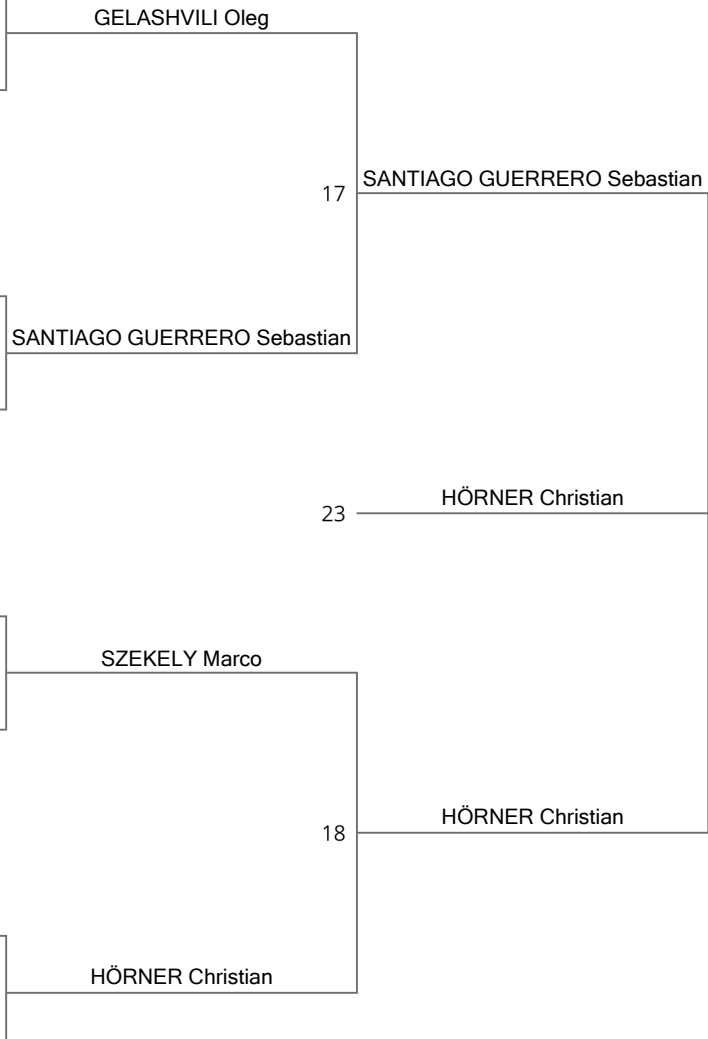 GELASHVILI Oleg
17
SANTIAGO GUERRERO Sebastian
SANTIAGO GUERRERO Sebastian
23
HÖRNER Christian
SZEKELY Marco
18
HÖRNER Christian
HÖRNER Christian